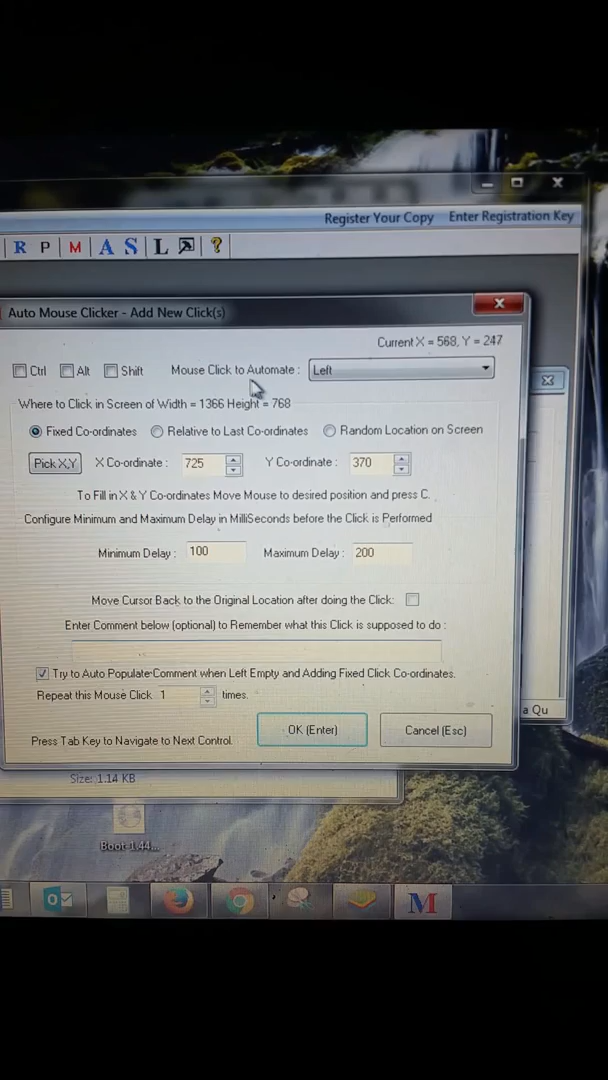 Register Your Copy Enter Registration Key
R P M A S L ?
Auto Mouse Clicker - Add New Click(s)
Current X = 568, Y = 247
Ctrl Alt Shift Mouse Click to Automate : Left
Where to Click in Screen of Width = 1366 Height = 768
Fixed Co-ordinates Relative to Last Co-ordinates Random Location on Screen
Pick X,Y X Co-ordinate : 725 Y Co-ordinate : 370
To Fill in X & Y Co-ordinates Move Mouse to desired position and press C.
Configure Minimum and Maximum Delay in MilliSeconds before the Click is Performed
Minimum Delay : 100 Maximum Delay : 200
Move Cursor Back to the Original Location after doing the Click:
Enter Comment below (optional) to Remember what this Click is supposed to do :
Try to Auto Populate Comment when Left Empty and Adding Fixed Click Co-ordinates.
Repeat this Mouse Click 1 times.
a Qu
Press Tab Key to Navigate to Next Control. OK (Enter) Cancel (Esc)
Size: 1.14 KB
Boot-1.44...
M